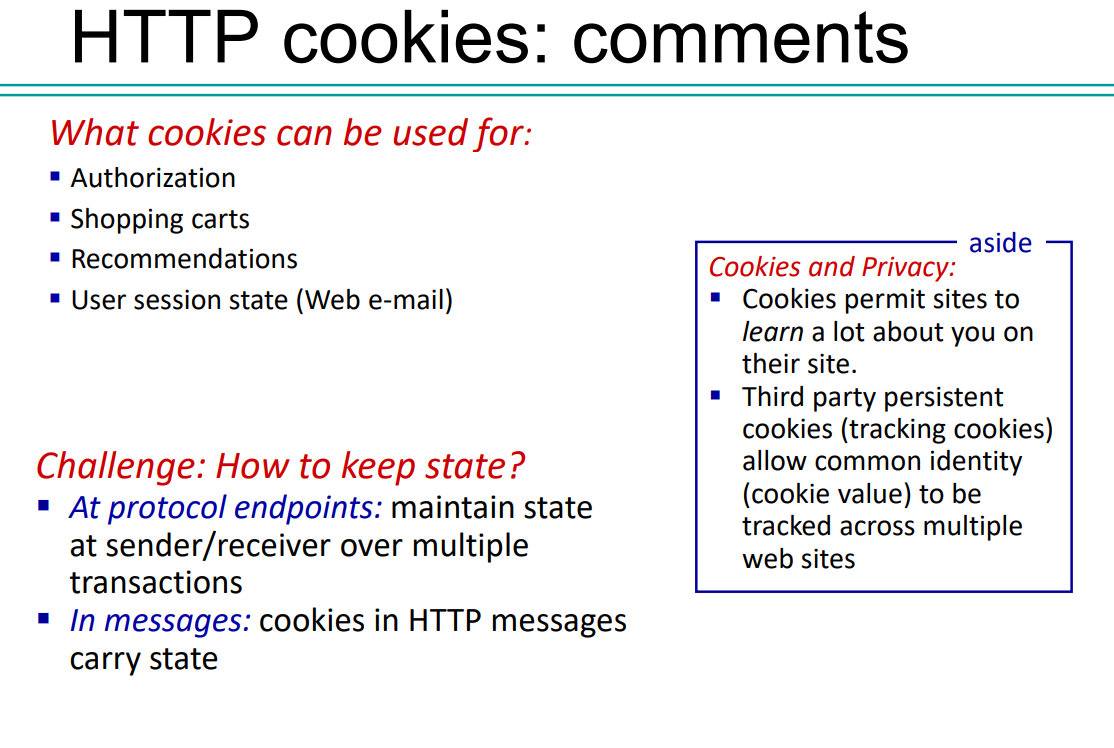 HTTP cookies: comments
What cookies can be used for:
▪ Authorization
▪ Shopping carts
▪ Recommendations
▪ User session state (Web e-mail)
Challenge: How to keep state?
▪ At protocol endpoints: maintain state
at sender/receiver over multiple
transactions
▪ In messages: cookies in HTTP messages
carry state
aside
Cookies and Privacy:
▪ Cookies permit sites to
learn a lot about you on
their site.
▪ Third party persistent
cookies (tracking cookies)
allow common identity
(cookie value) to be
tracked across multiple
web sites